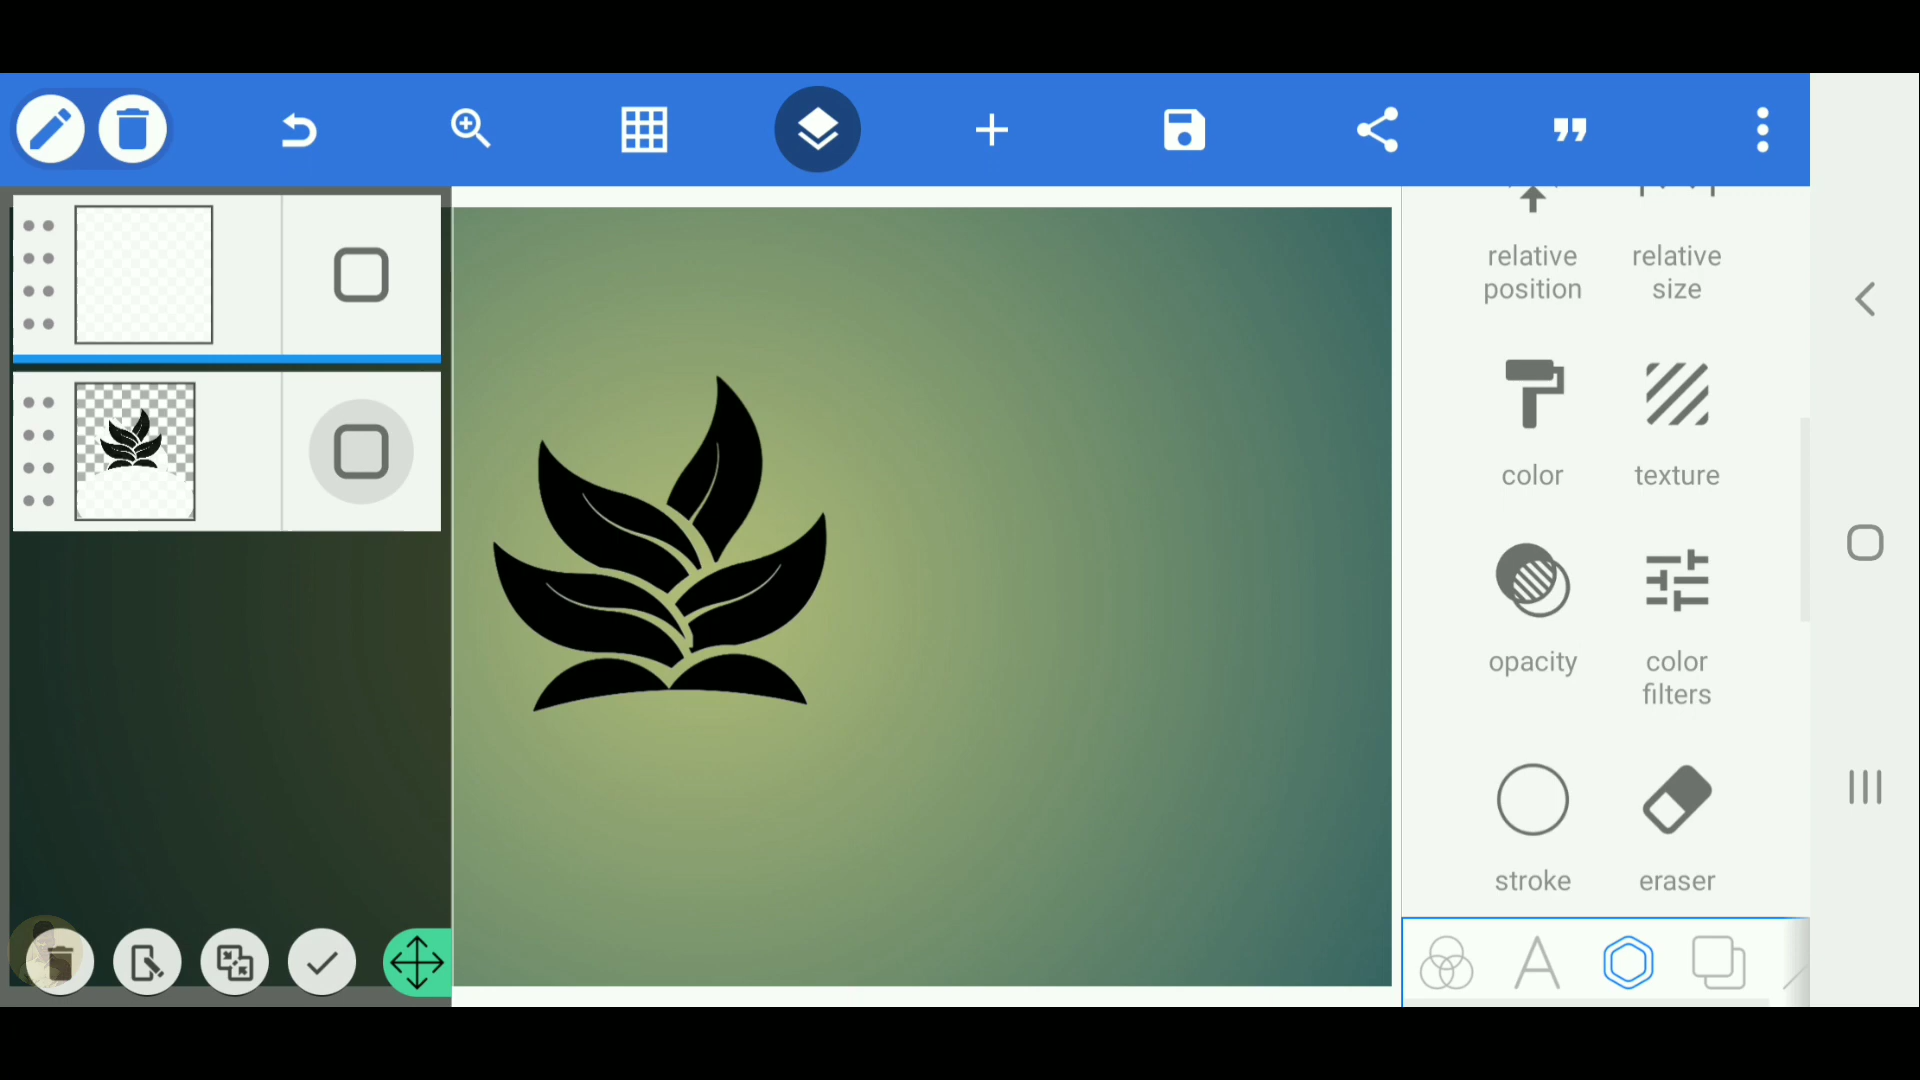 relative
position
relative
size
color
texture
opacity
color
filters
stroke
eraser